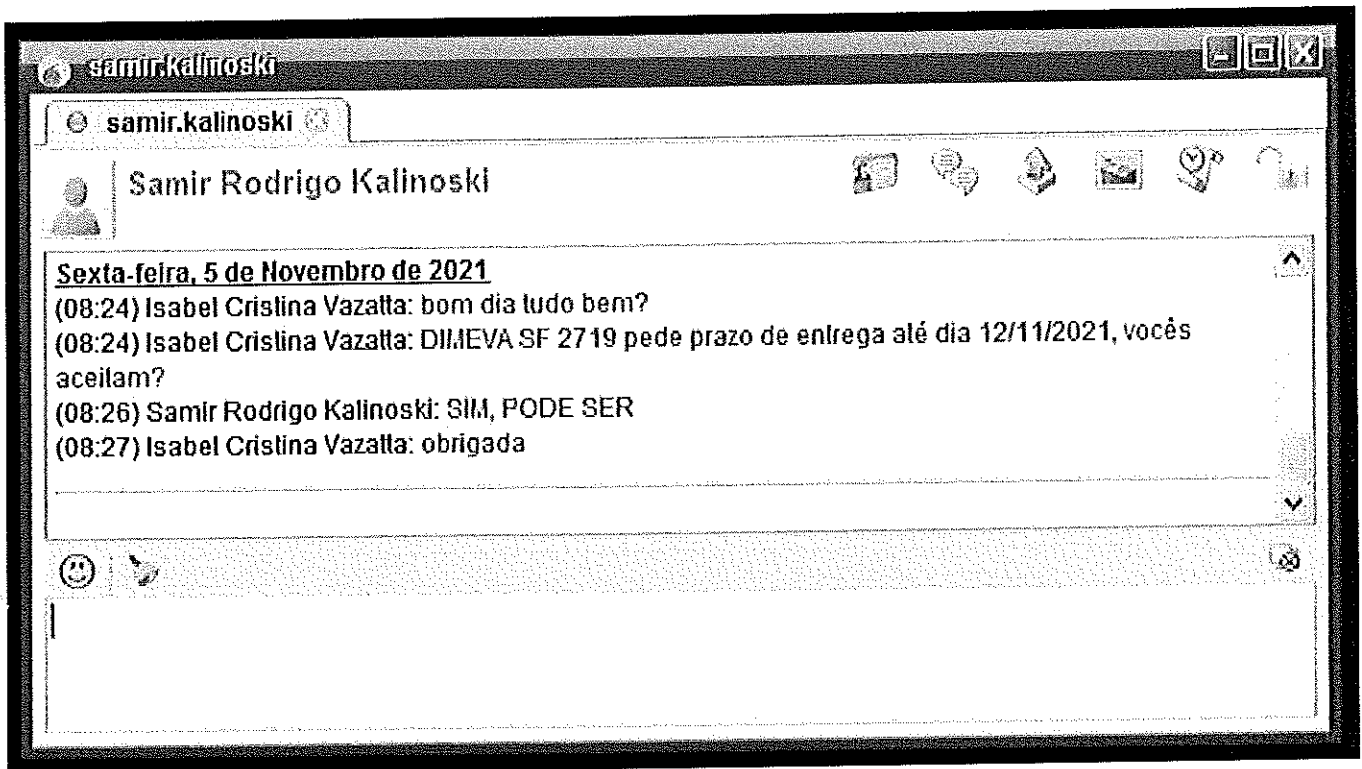 samir.kalinoski
samir.kalinoski
Samir Rodrigo Kalinoski
Sexta-feira, 5 de Novembro de 2021
(08:24) Isabel Cristina Vazatta: bom dia tudo bem?
(08:24) Isabel Cristina Vazatta: DIMEVA SF 2719 pede prazo de entrega até dia 12/11/2021, vocês
aceitam?
(08:26) Samir Rodrigo Kalinoski: SIM, PODE SER
(08:27) Isabel Cristina Vazatta: obrigada